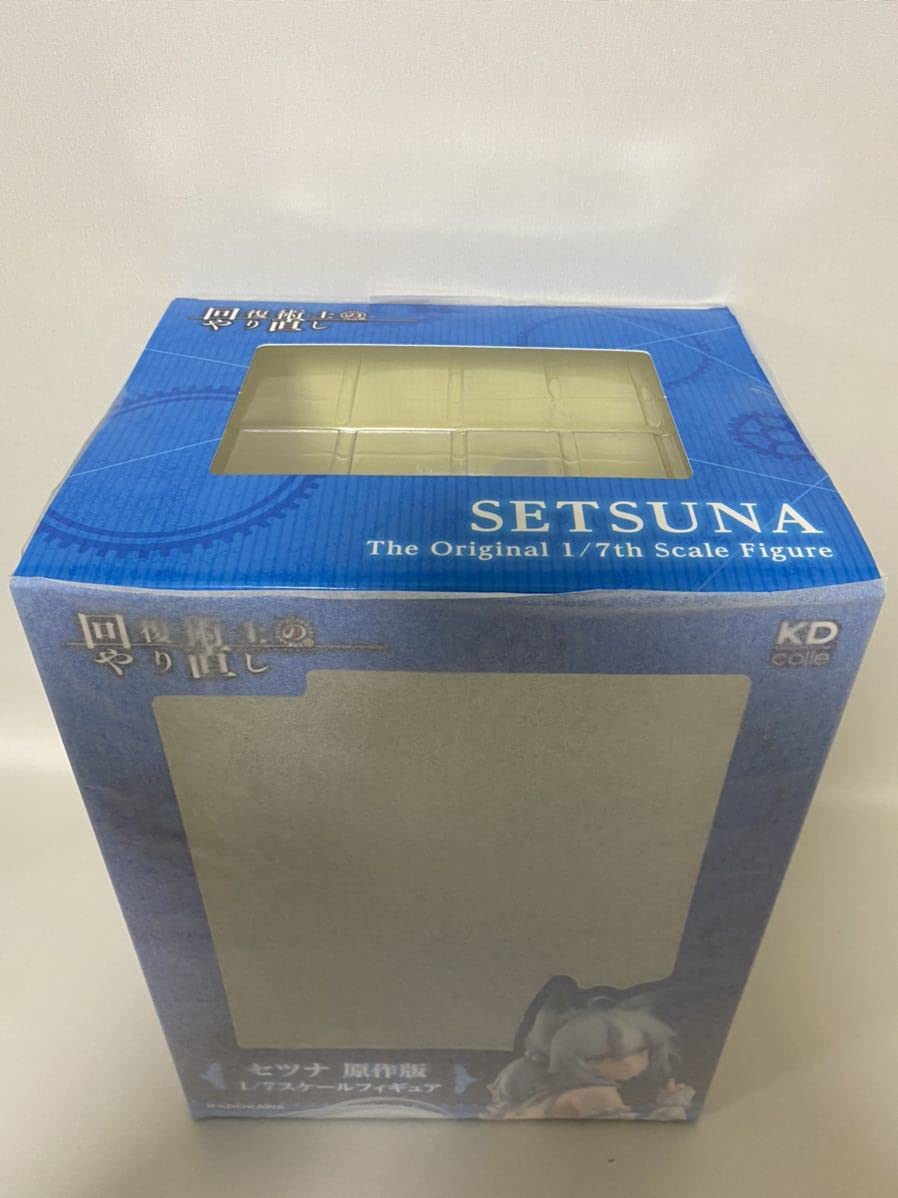 回復術士の
やり直し
SETSUNA
The Original 1/7th Scale Figure
回復術士の
やり直し
KD
colle
セツナ 原作版
1/7スケールフィギュア
KADOKAWA